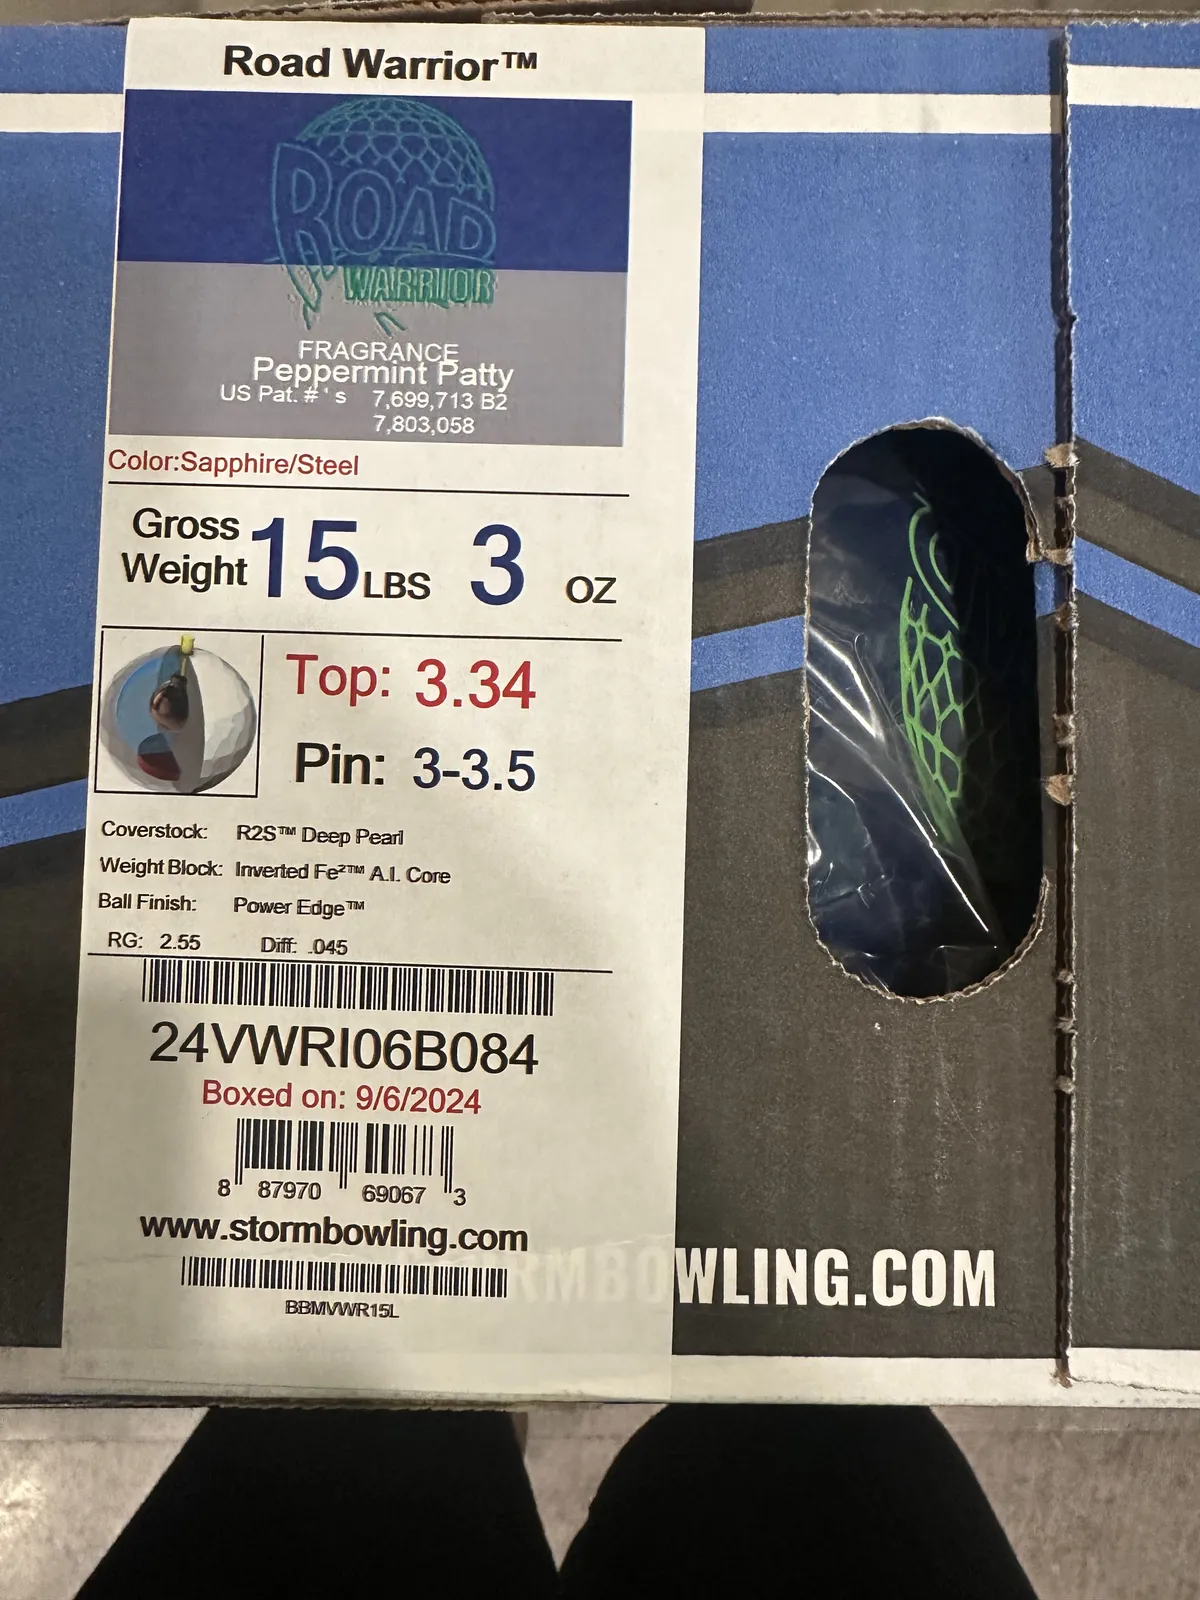 Road Warrior™
ROAD
WARRIOR
FRAGRANCE
Peppermint Patty
US Pat. #'s 7,699,713 B2
7,803,058
Color:Sapphire/Steel
Gross Weight 15 LBS 3 OZ
Top: 3.34
Pin: 3-3.5
Coverstock: R2S™ Deep Pearl
Weight Block: Inverted Fe²™ A.I. Core
Ball Finish: Power Edge™
RG: 2.55 Diff: .045
24VWRI06B084
Boxed on: 9/6/2024
8 87970 69067 3
www.stormbowling.com
BBMVWR15L
RMBOWLING.COM